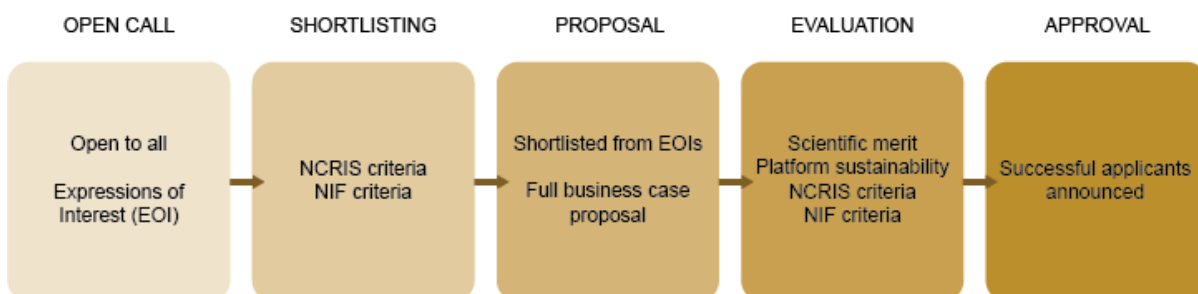 OPEN CALL
SHORTLISTING
PROPOSAL
EVALUATION
APPROVAL
Open to all
Expressions of
Interest (EOI)
NCRIS criteria
NIF criteria
Shortlisted from EOIs
Full business case
proposal
Scientific merit
Platform sustainability
NCRIS criteria
NIF criteria
Successful applicants
announced